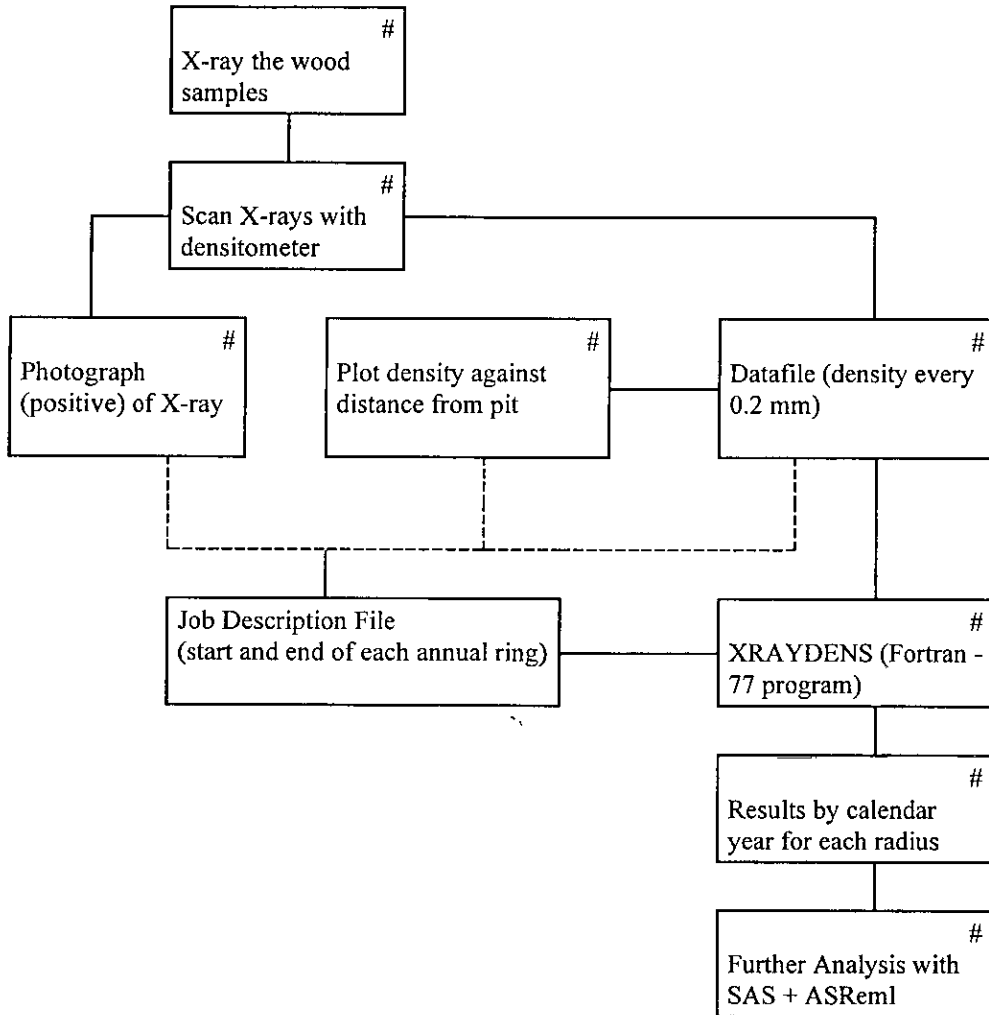 #
X-ray the wood
samples
#
Scan X-rays with
densitometer
#
Photograph
(positive) of X-ray
#
Plot density against
distance from pit
#
Datafile (density every
0.2 mm)
Job Description File
(start and end of each annual ring)
#
XRAYDENS (Fortran -
77 program)
#
Results by calendar
year for each radius
#
Further Analysis with
SAS + ASReml